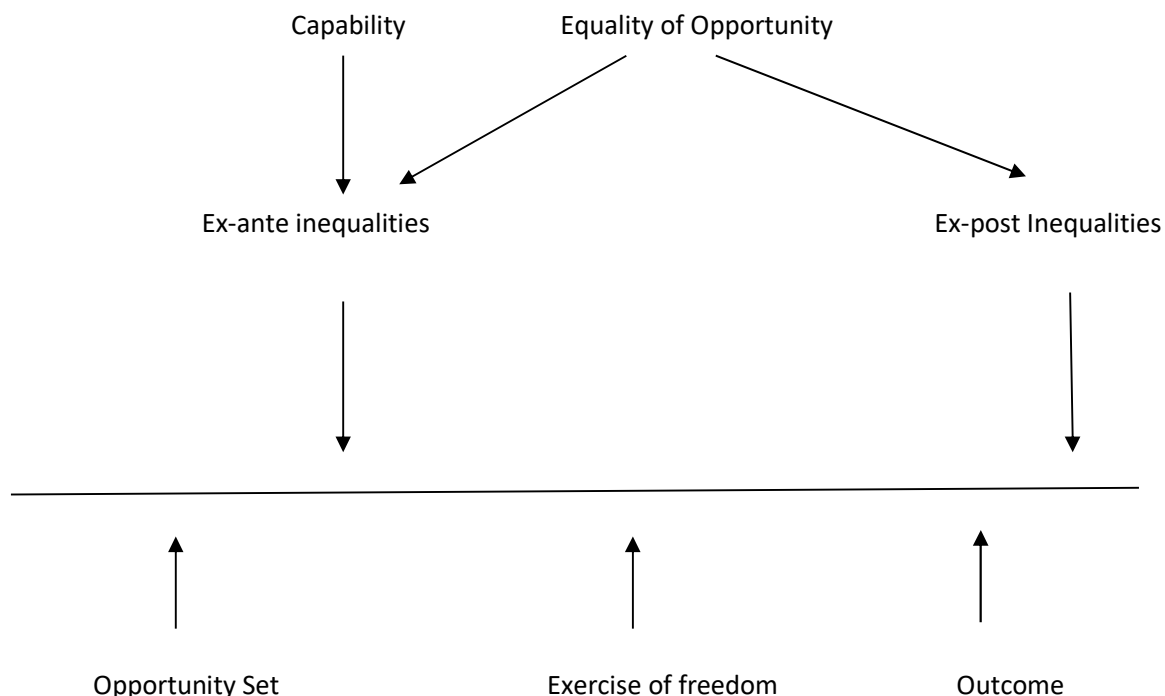 Capability
Equality of Opportunity
Ex-ante inequalities
Ex-post Inequalities
Opportunity Set
Exercise of freedom
Outcome